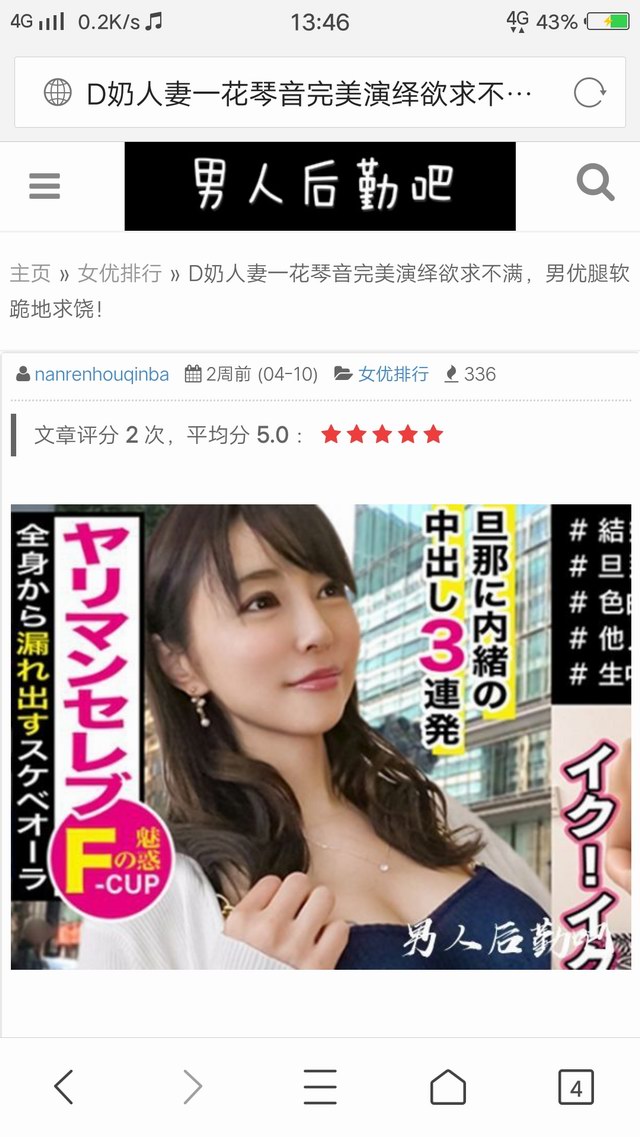 4G 0.2K/s 13:46 4G 43%
D奶人妻一花琴音完美演绎欲求不…
男人后勤吧
主页 » 女优排行 » D奶人妻一花琴音完美演绎欲求不满，男优腿软
跪地求饶！
nanrenhouqinba 2周前 (04-10) 女优排行 336
文章评分 2 次，平均分 5.0 ：
全身から漏れ出すスケベオーラ
ヤリマンセレブ
魅惑の
F-CUP
旦那に内緒の
中出し3連発
# 結
# 旦
# 色
# 他
# 生
イク！イク
男人后勤吧
4